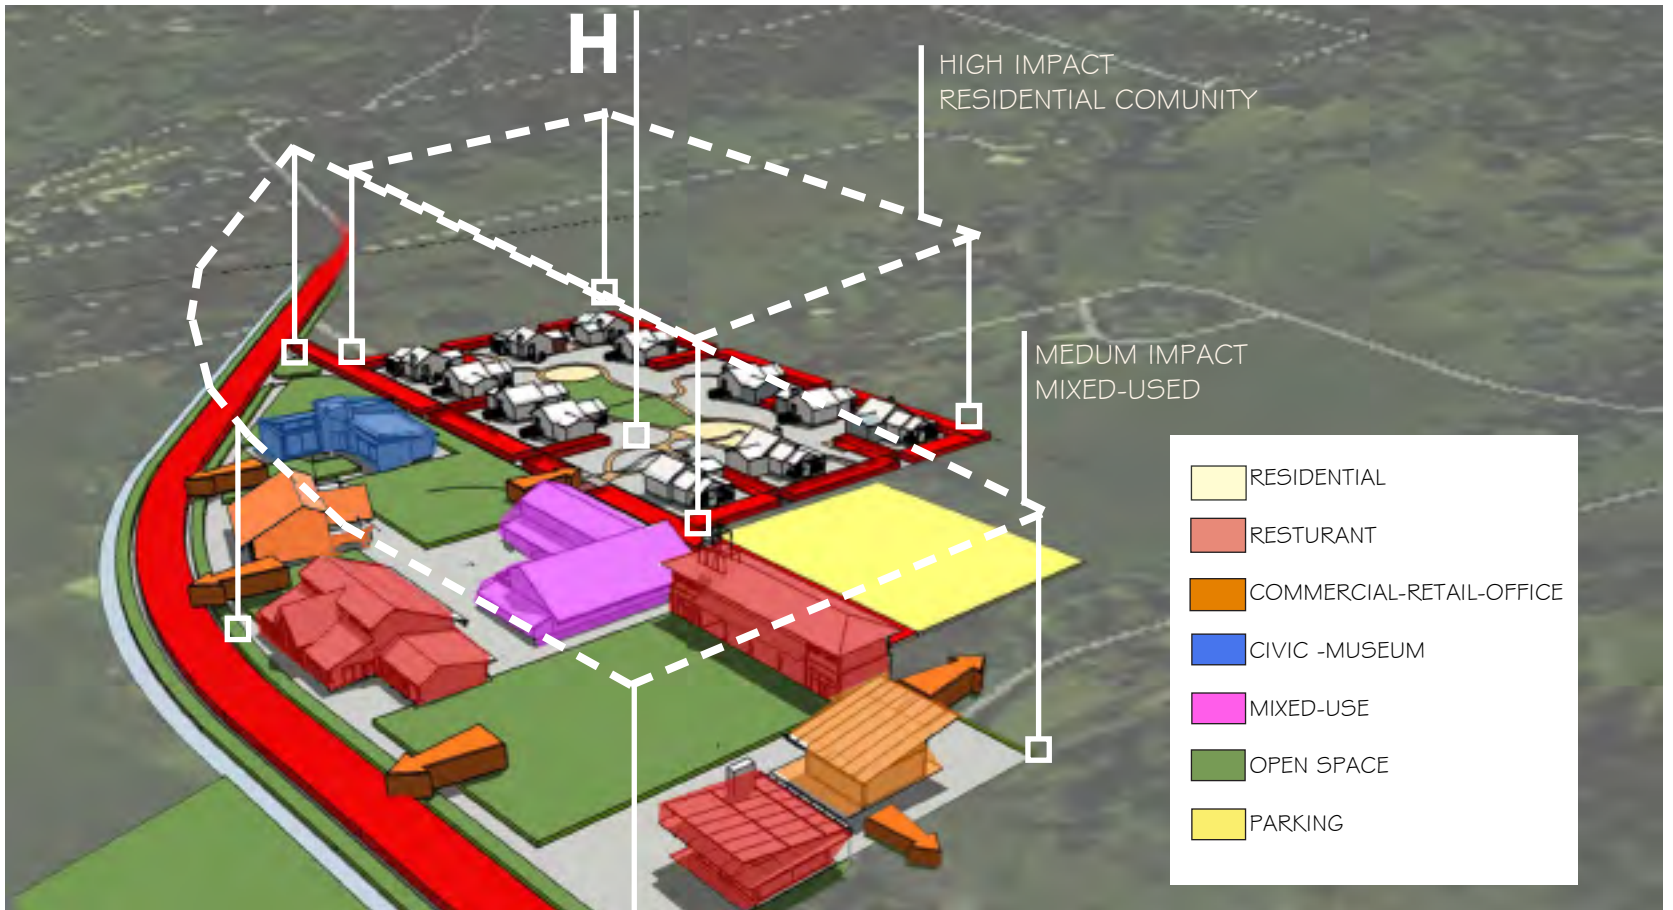 H
HIGH IMPACT
RESIDENTIAL COMUNITY
MEDUM IMPACT
MIXED-USED
RESIDENTIAL
RESTURANT
COMMERCIAL-RETAIL-OFFICE
CIVIC -MUSEUM
MIXED-USE
OPEN SPACE
PARKING